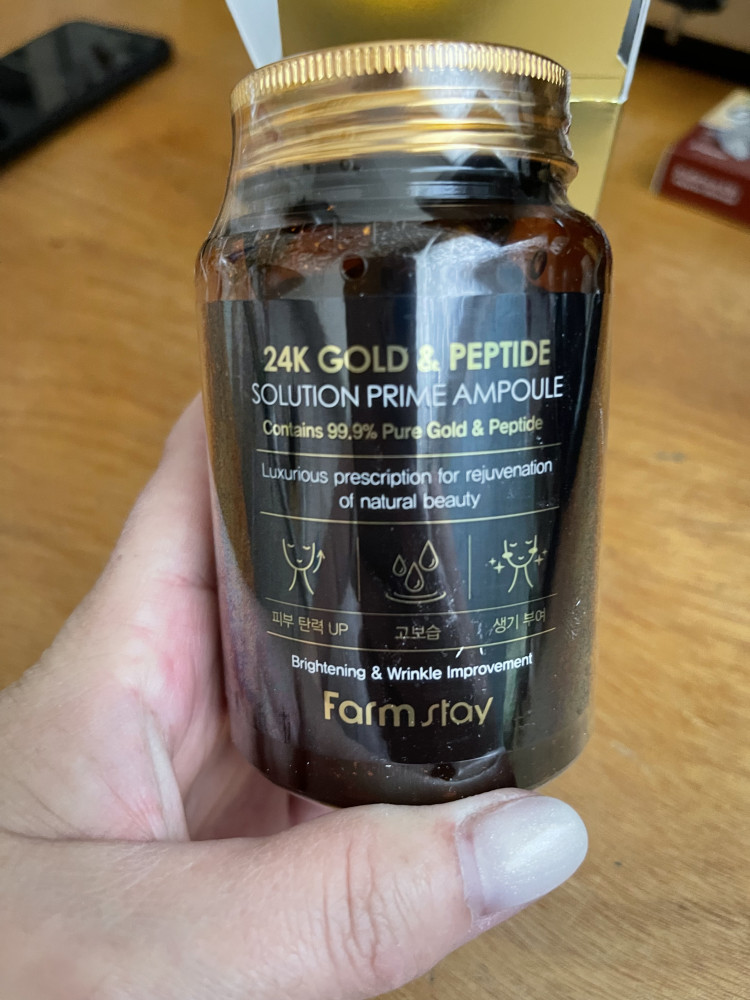 24K GOLD & PEPTIDE
SOLUTION PRIME AMPOULE
Contains 99.9% Pure Gold & Peptide
Luxurious prescription for rejuvenation
of natural beauty
피부 탄력 UP 고보습 생기 부여
Brightening & Wrinkle Improvement
Farm stay